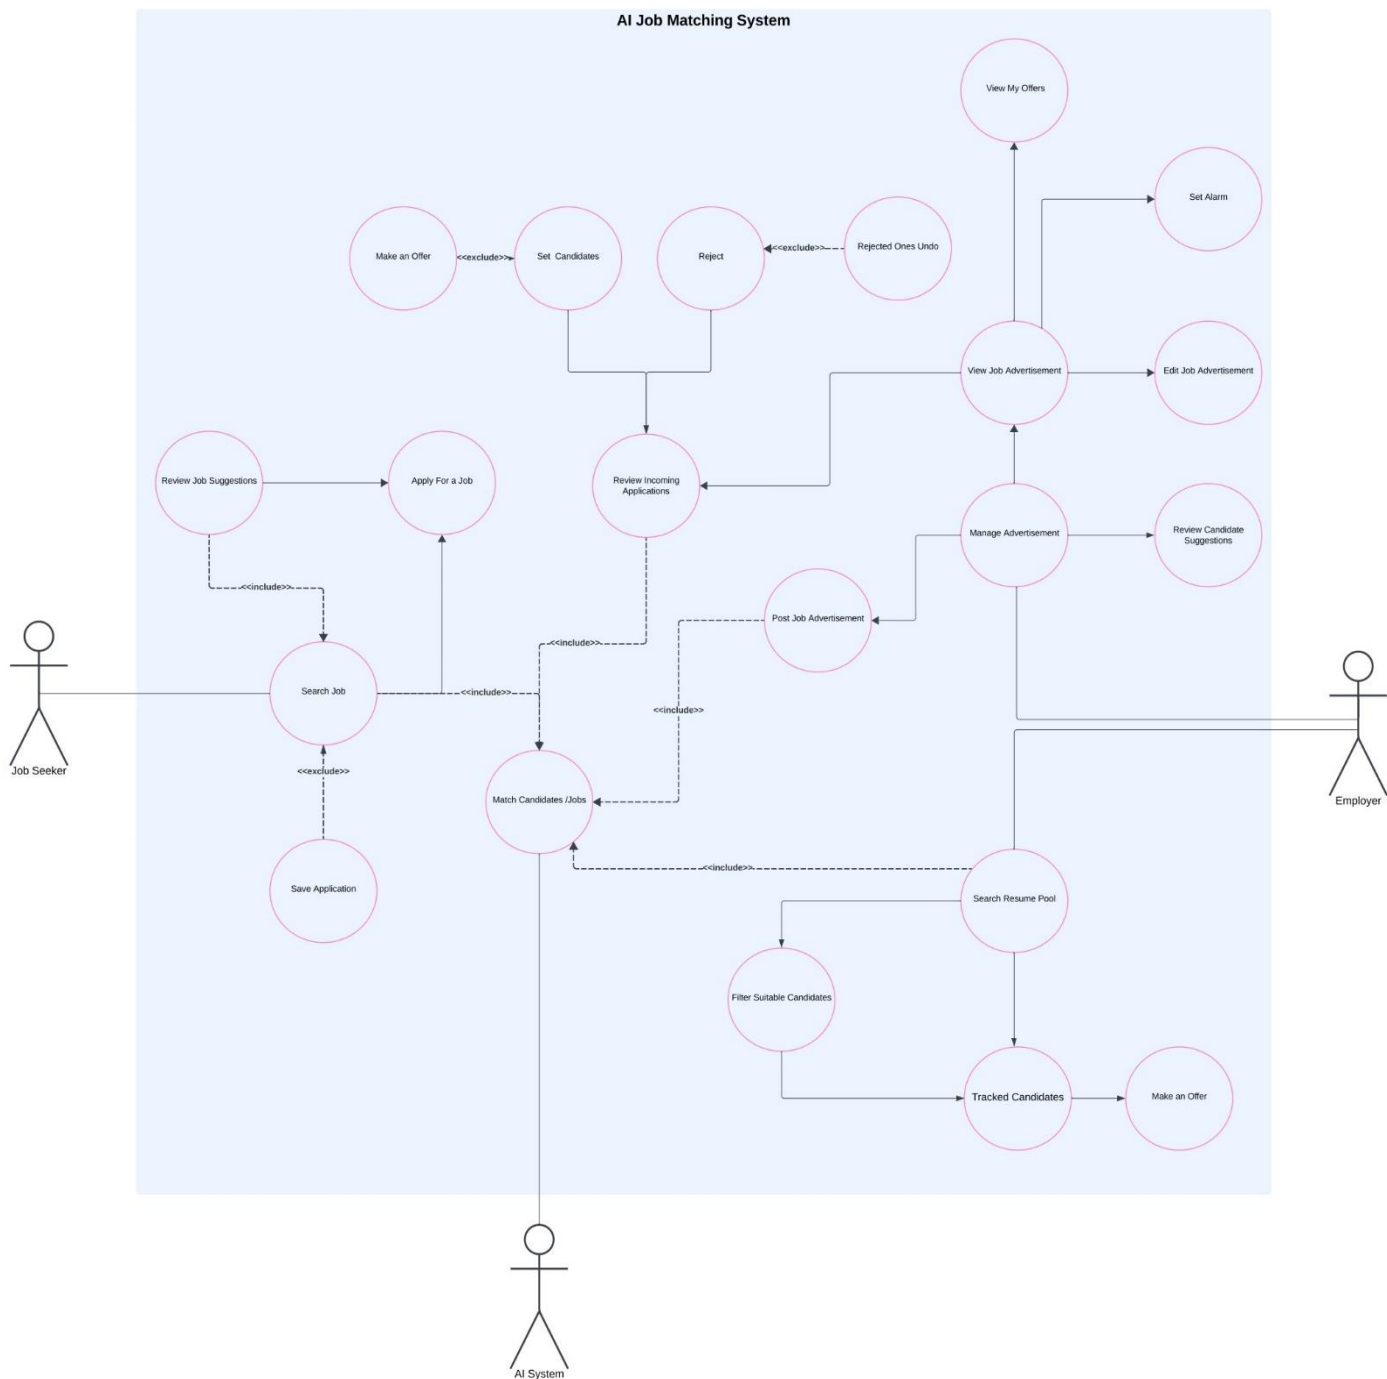 AI Job Matching System
View My Offers
Set Alarm
Make an Offer
<<exclude>>
Set Candidates
Reject
<<exclude>>
Rejected Ones Undo
View Job Advertisement
Edit Job Advertisement
Review Job Suggestions
Apply For a Job
Review Incoming
Applications
Manage Advertisement
Review Candidate
Suggestions
<<include>>
Post Job Advertisement
<<include>>
Search Job
<<include>>
<<include>>
Job Seeker
<<exclude>>
Match Candidates /Jobs
Employer
<<include>>
Save Application
Search Resume Pool
Filter Suitable Candidates
Tracked Candidates
Make an Offer
AI System